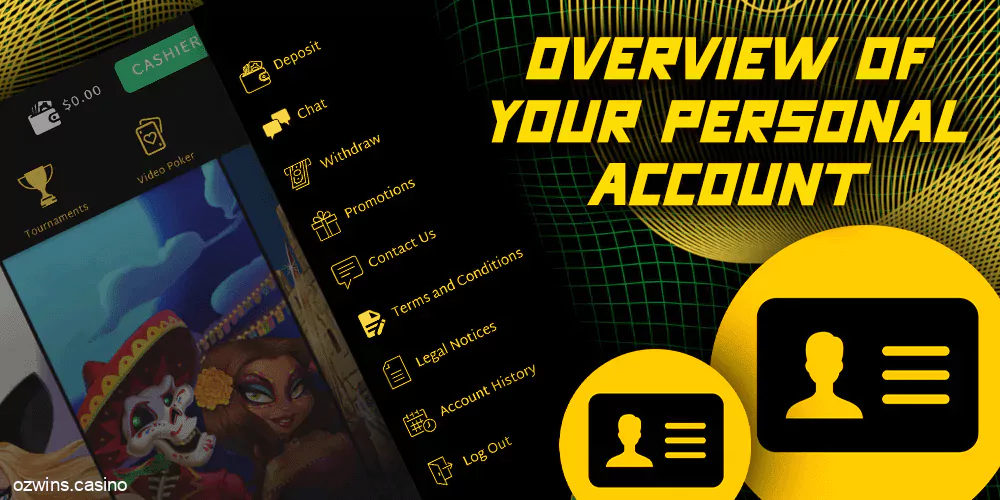 CASHIER
$0.00
Tournaments
Video Poker
Deposit
Chat
Withdraw
Promotions
Contact Us
Terms and Conditions
Legal Notices
Account History
Log Out
OVERVIEW OF
YOUR PERSONAL
ACCOUNT
ozwins.casino